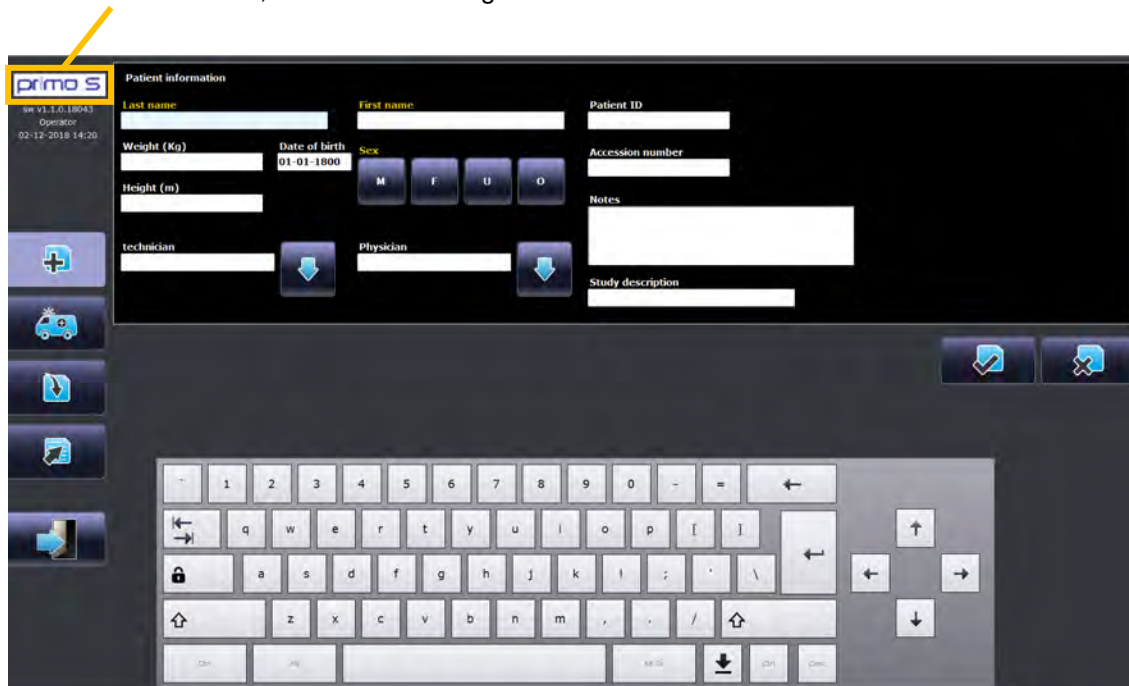 primo S
sw v1.1.0.18043
Operator
02-12-2018 14:20
Patient information
Last name
First name
Patient ID
Weight (Kg)
Date of birth
01-01-1800
Sex
M F U O
Accession number
Height (m)
Notes
technician
Physician
Study description
` 1 2 3 4 5 6 7 8 9 0 - =
q w e r t y u i o p [ ]
a s d f g h j k l ; ' \
z x c v b n m , . /
Ctrl
Ctrl